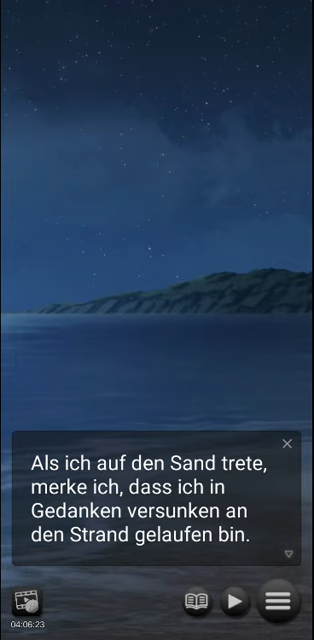 Als ich auf den Sand trete,
merke ich, dass ich in
Gedanken versunken an
den Strand gelaufen bin.
04:06:23